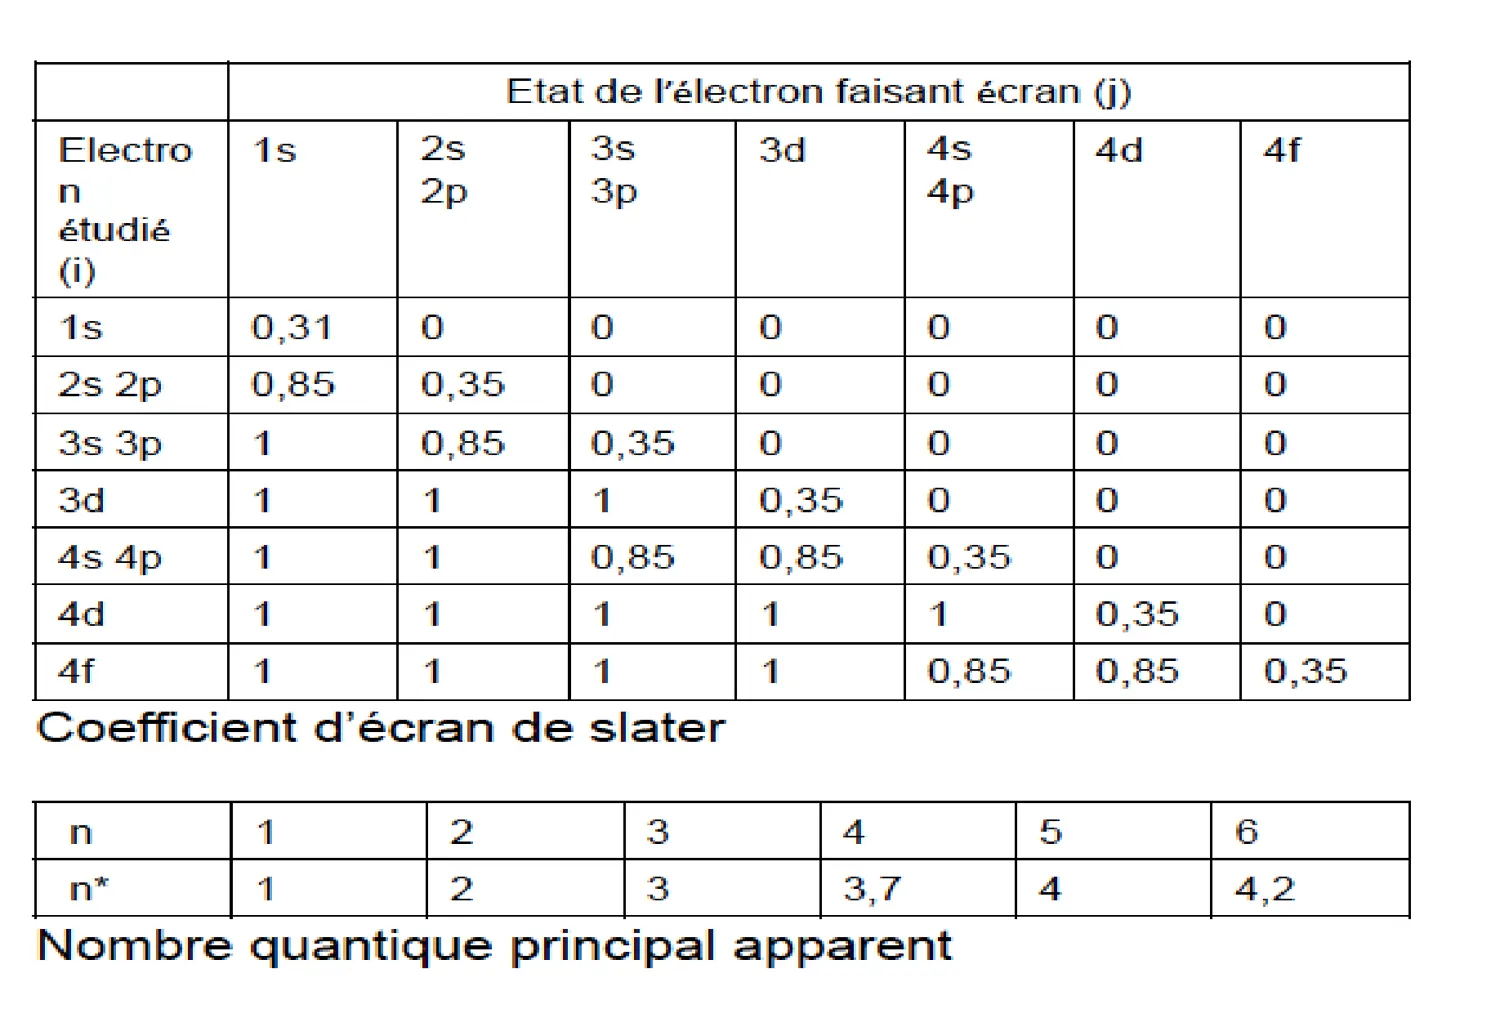 Etat de l'électron faisant écran (j)
Electro 1s 2s 3s 3d 4s 4d 4f
n 2p 3p 4p
étudié
(i)
1s 0,31 0 0 0 0 0 0
2s 2p 0,85 0,35 0 0 0 0 0
3s 3p 1 0,85 0,35 0 0 0 0
3d 1 1 1 0,35 0 0 0
4s 4p 1 1 0,85 0,85 0,35 0 0
4d 1 1 1 1 1 0,35 0
4f 1 1 1 1 0,85 0,85 0,35
Coefficient d'écran de slater
n 1 2 3 4 5 6
n* 1 2 3 3,7 4 4,2
Nombre quantique principal apparent